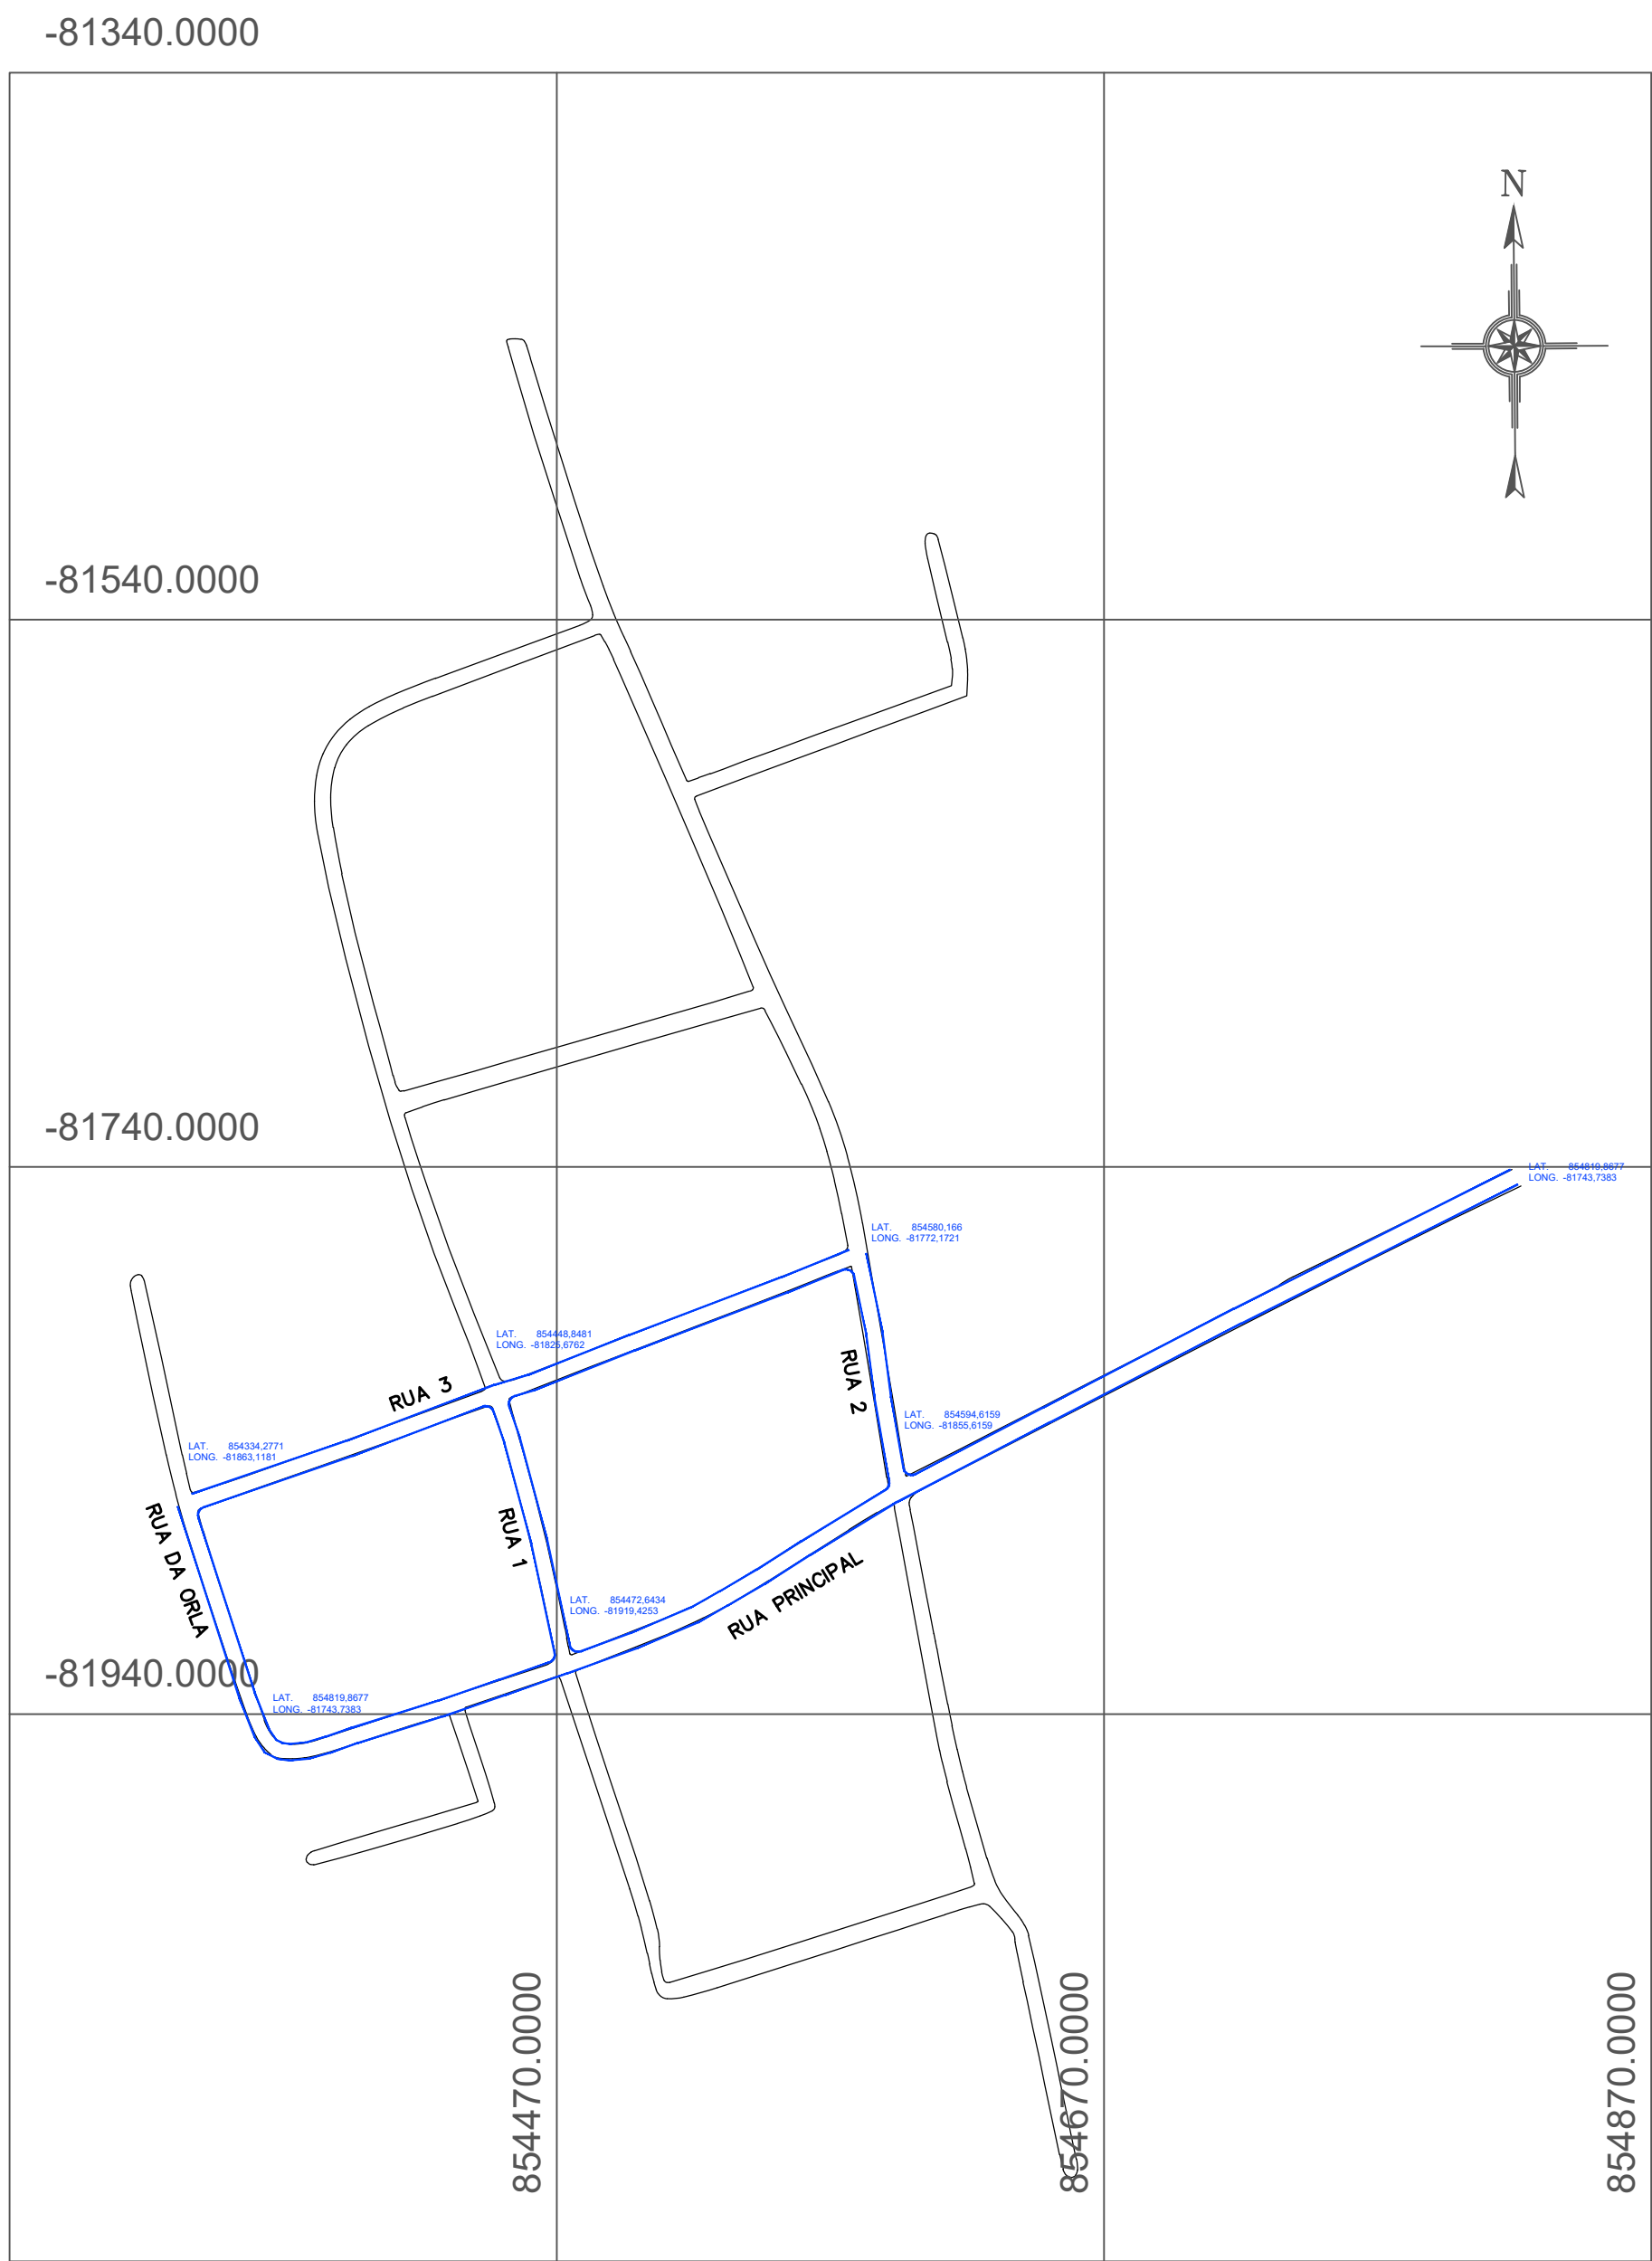 -81340.0000
N
-81540.0000
-81740.0000
LAT. 854819,8677
LONG. -81743,7383
LAT. 854580,166
LONG. -81772,1721
LAT. 854448,8481
LONG. -81825,6762
RUA 3
RUA 2
LAT. 854594,6159
LONG. -81855,6159
LAT. 854334,2771
LONG. -81863,1181
RUA DA ORLA
RUA 1
RUA PRINCIPAL
LAT. 854472,6434
LONG. -81919,4253
-81940.0000
LAT. 854819,8677
LONG. -81743,7383
854470.0000
854670.0000
854870.0000